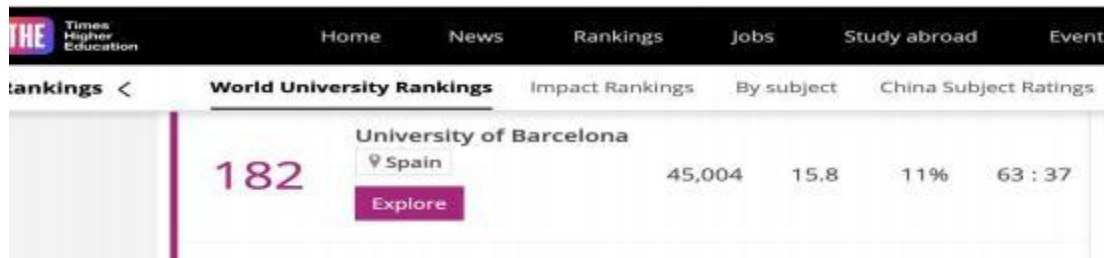 THE Times Higher Education Home News Rankings Jobs Study abroad Event
ankings < World University Rankings Impact Rankings By subject China Subject Ratings
University of Barcelona
182 Spain 45,004 15.8 11% 63 : 37
Explore